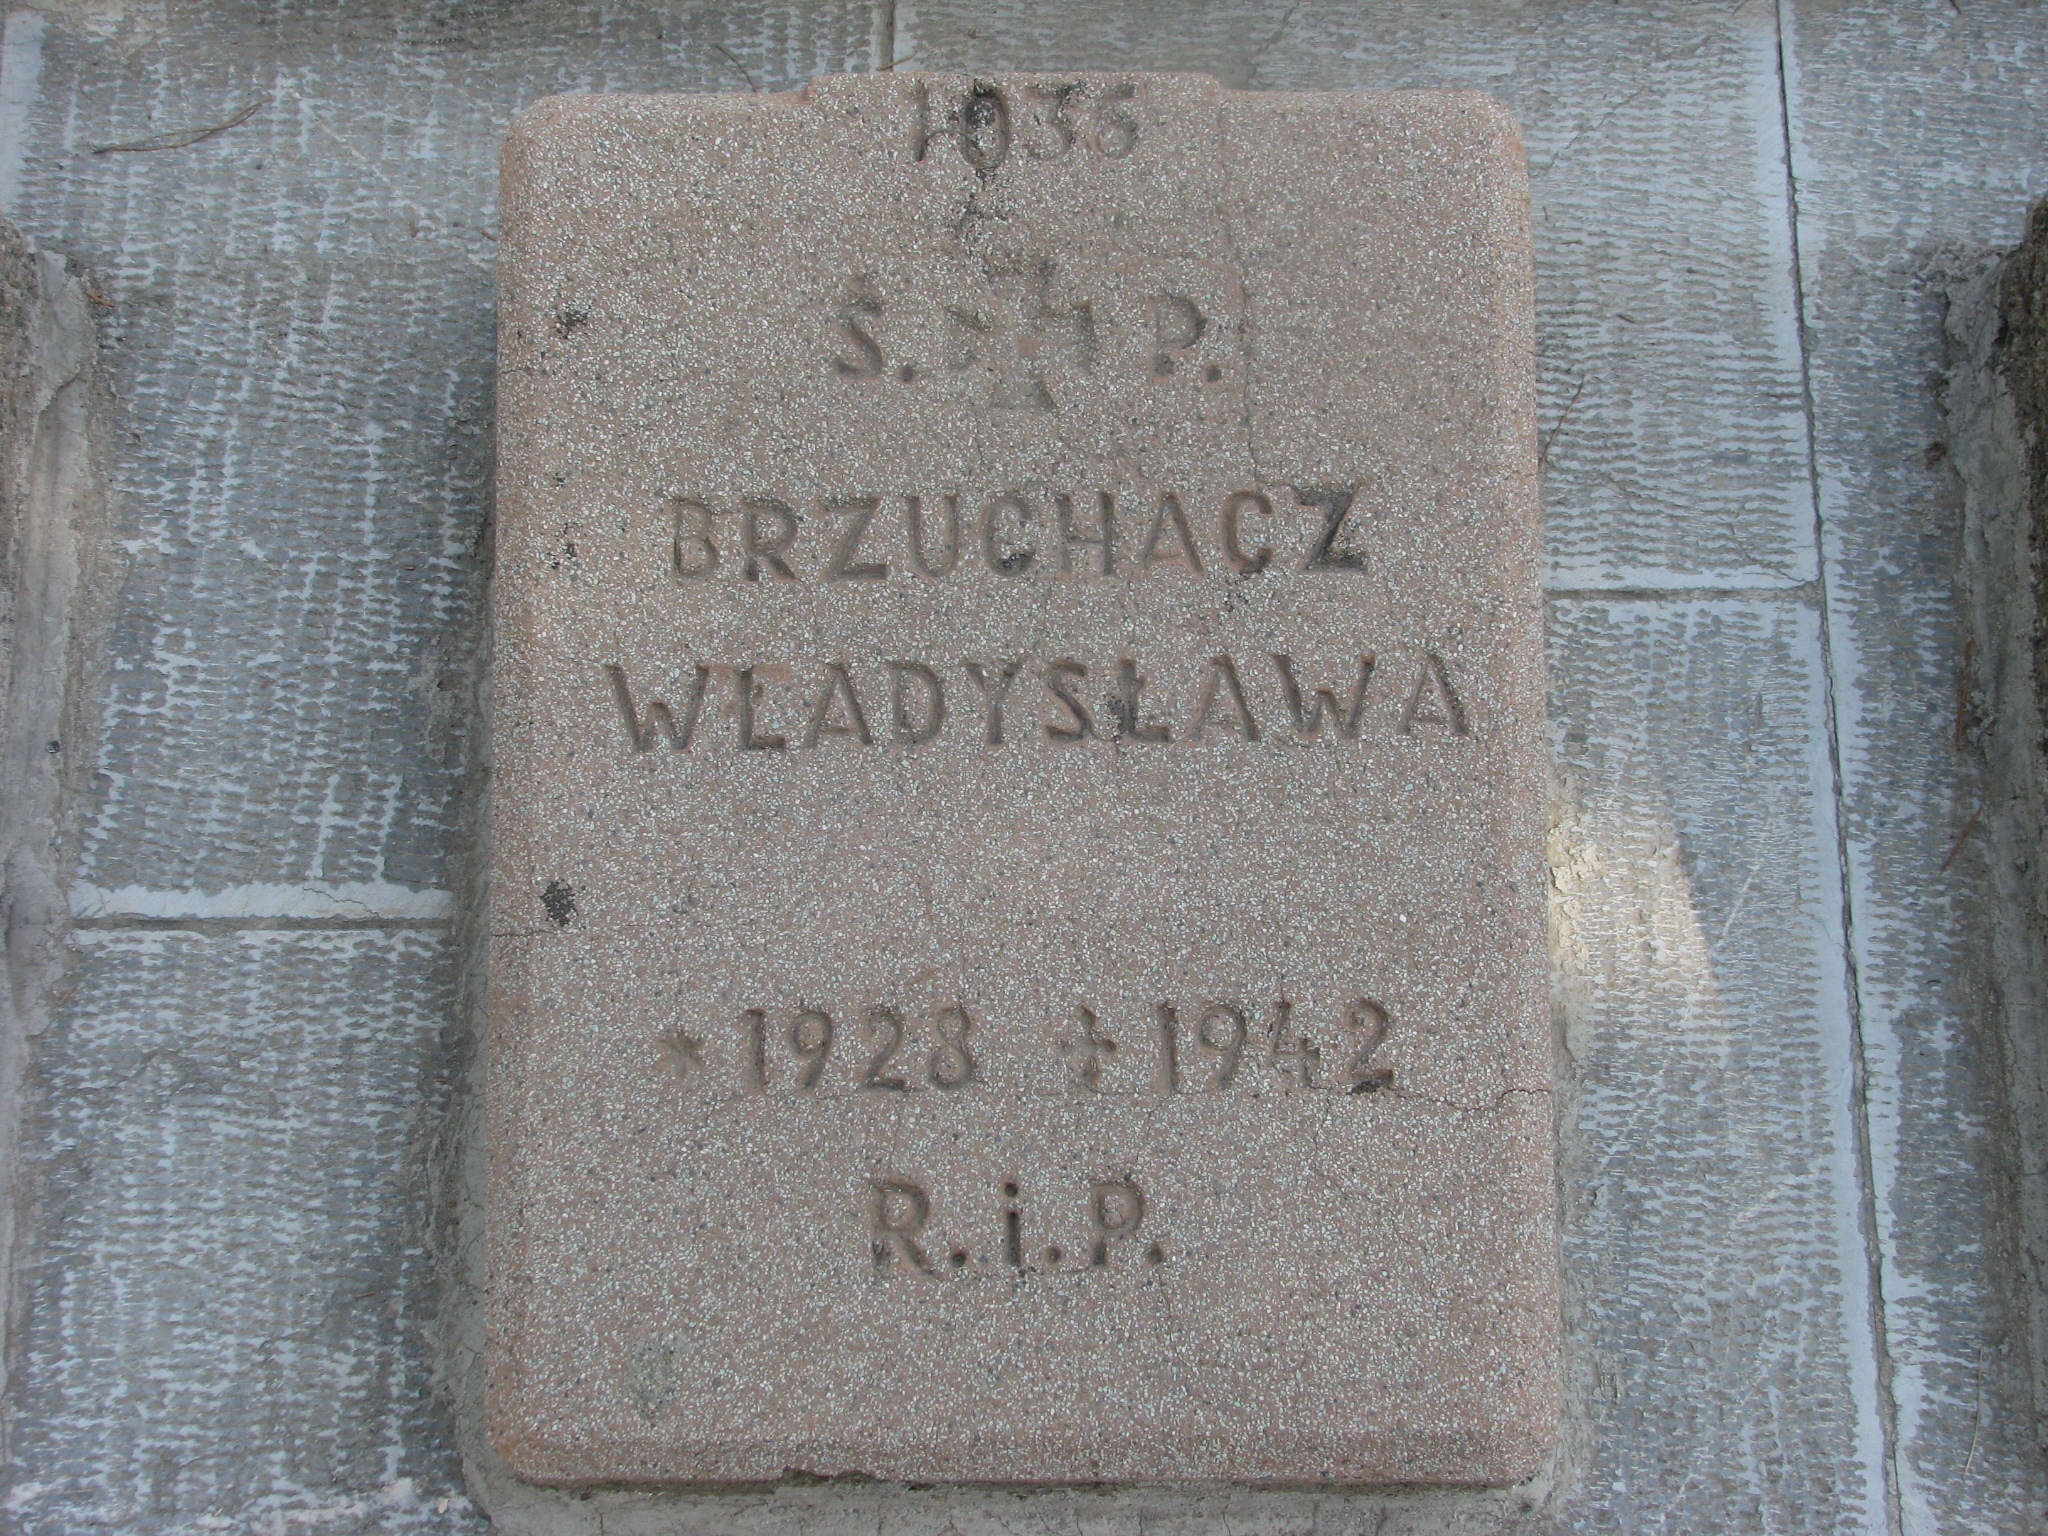 1036
Ś. P.
BRZUCHACZ
WŁADYSŁAWA
* 1928 ‡ 1942
R.i.P.